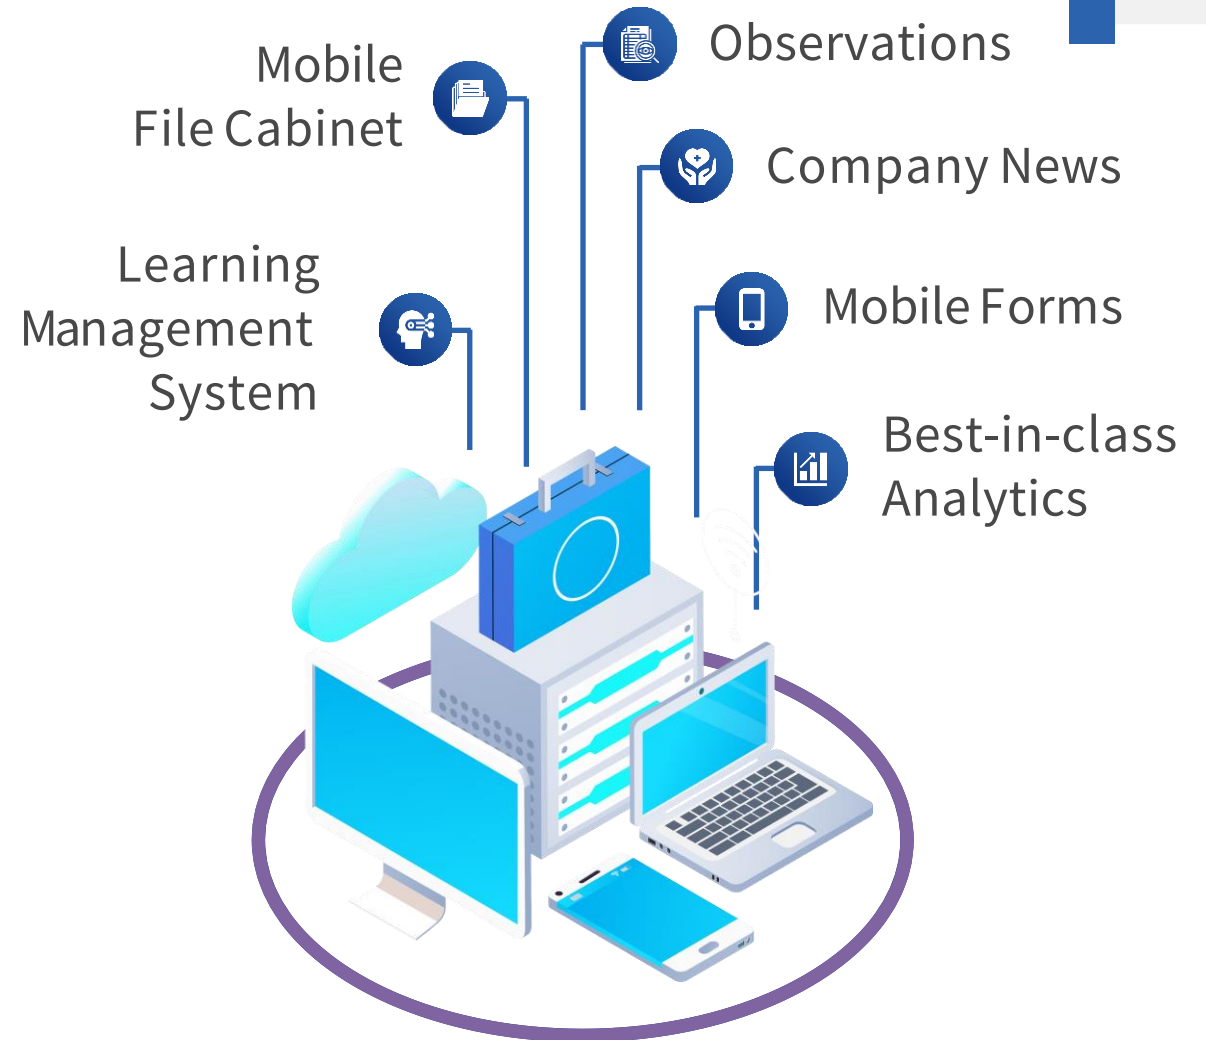 Mobile
File Cabinet
Learning
Management
System
Observations
Company News
Mobile Forms
Best-in-class
Analytics